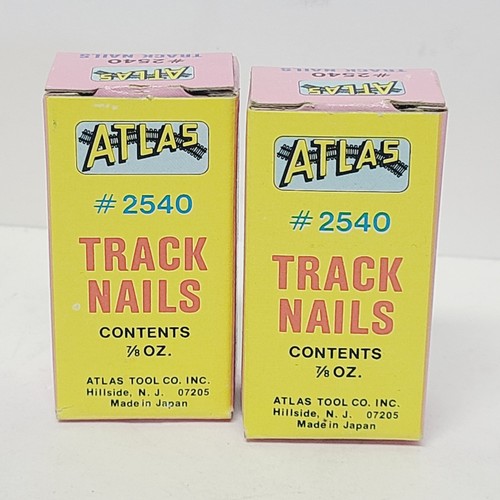 TRACK NAILS
# 2540
ATLAS
ATLAS
# 2540
TRACK
NAILS
CONTENTS
7/8 OZ.
ATLAS TOOL CO. INC.
Hillside, N. J. 07205
Made in Japan
TRACK NAILS
# 2540
ATLAS
ATLAS
# 2540
TRACK
NAILS
CONTENTS
7/8 OZ.
ATLAS TOOL CO. INC.
Hillside, N. J. 07205
Made in Japan